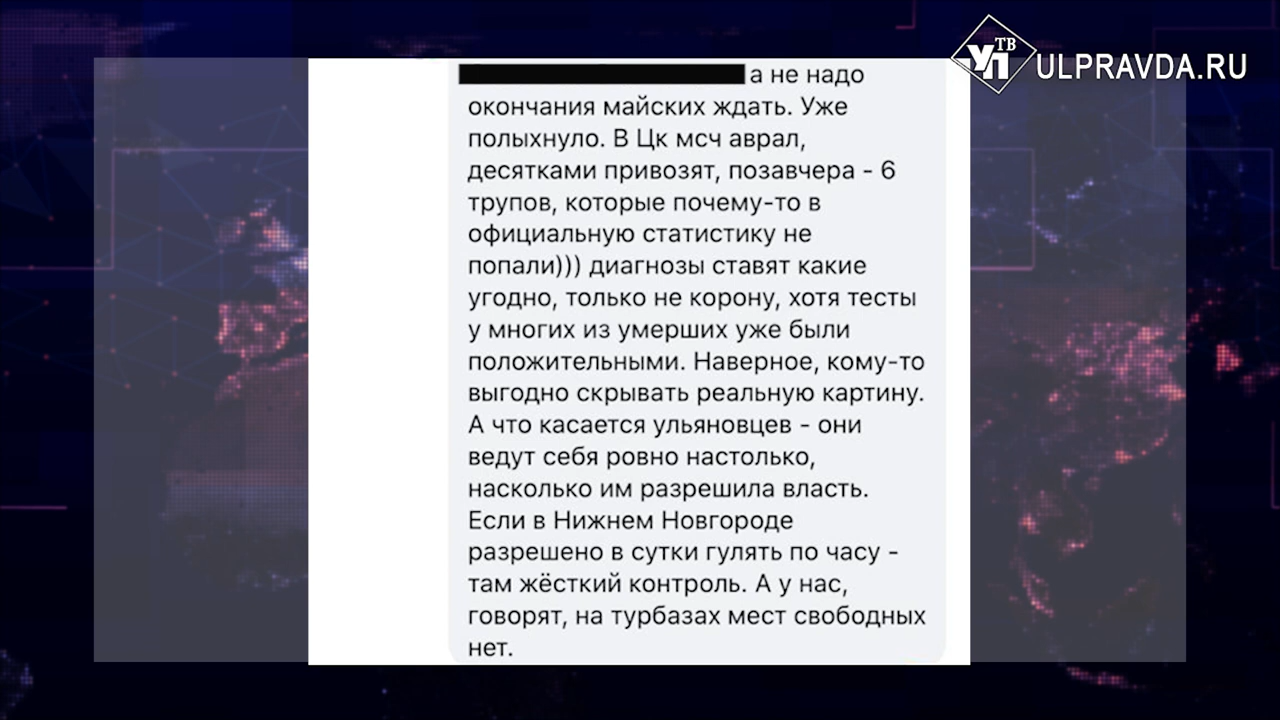 УП ТВ ULPRAVDA.RU
а не надо
окончания майских ждать. Уже
полыхнуло. В Цк мсч аврал,
десятками привозят, позавчера - 6
трупов, которые почему-то в
официальную статистику не
попали))) диагнозы ставят какие
угодно, только не корону, хотя тесты
у многих из умерших уже были
положительными. Наверное, кому-то
выгодно скрывать реальную картину.
А что касается ульяновцев - они
ведут себя ровно настолько,
насколько им разрешила власть.
Если в Нижнем Новгороде
разрешено в сутки гулять по часу -
там жёсткий контроль. А у нас,
говорят, на турбазах мест свободных
нет.